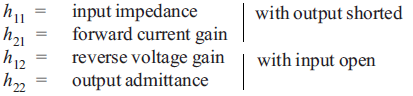 h11 = input impedance
h21 = forward current gain
with output shorted
h12 = reverse voltage gain
h22 = output admittance
with input open